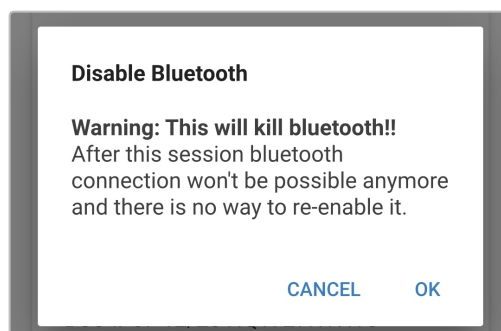 Disable Bluetooth
Warning: This will kill bluetooth!!
After this session bluetooth
connection won't be possible anymore
and there is no way to re-enable it.
CANCEL OK